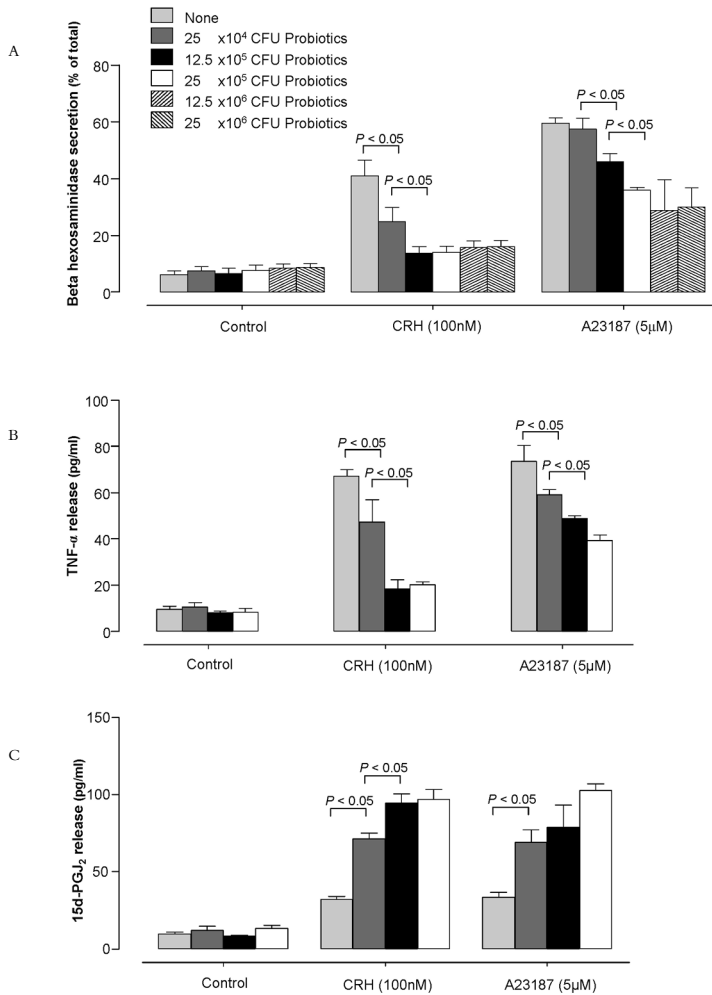 None
25 x10⁴ CFU Probiotics
12.5 x10⁵ CFU Probiotics
25 x10⁵ CFU Probiotics
12.5 x10⁶ CFU Probiotics
25 x10⁶ CFU Probiotics
A
Beta hexosaminidase secretion (% of total)
80
60
40
20
0
P < 0.05
P < 0.05
P < 0.05
P < 0.05
Control
CRH (100nM)
A23187 (5µM)
B
TNF-α release (pg/ml)
100
80
60
40
20
0
P < 0.05
P < 0.05
P < 0.05
P < 0.05
Control
CRH (100nM)
A23187 (5µM)
C
15d-PGJ₂ release (pg/ml)
150
100
50
0
P < 0.05
P < 0.05
P < 0.05
Control
CRH (100nM)
A23187 (5µM)